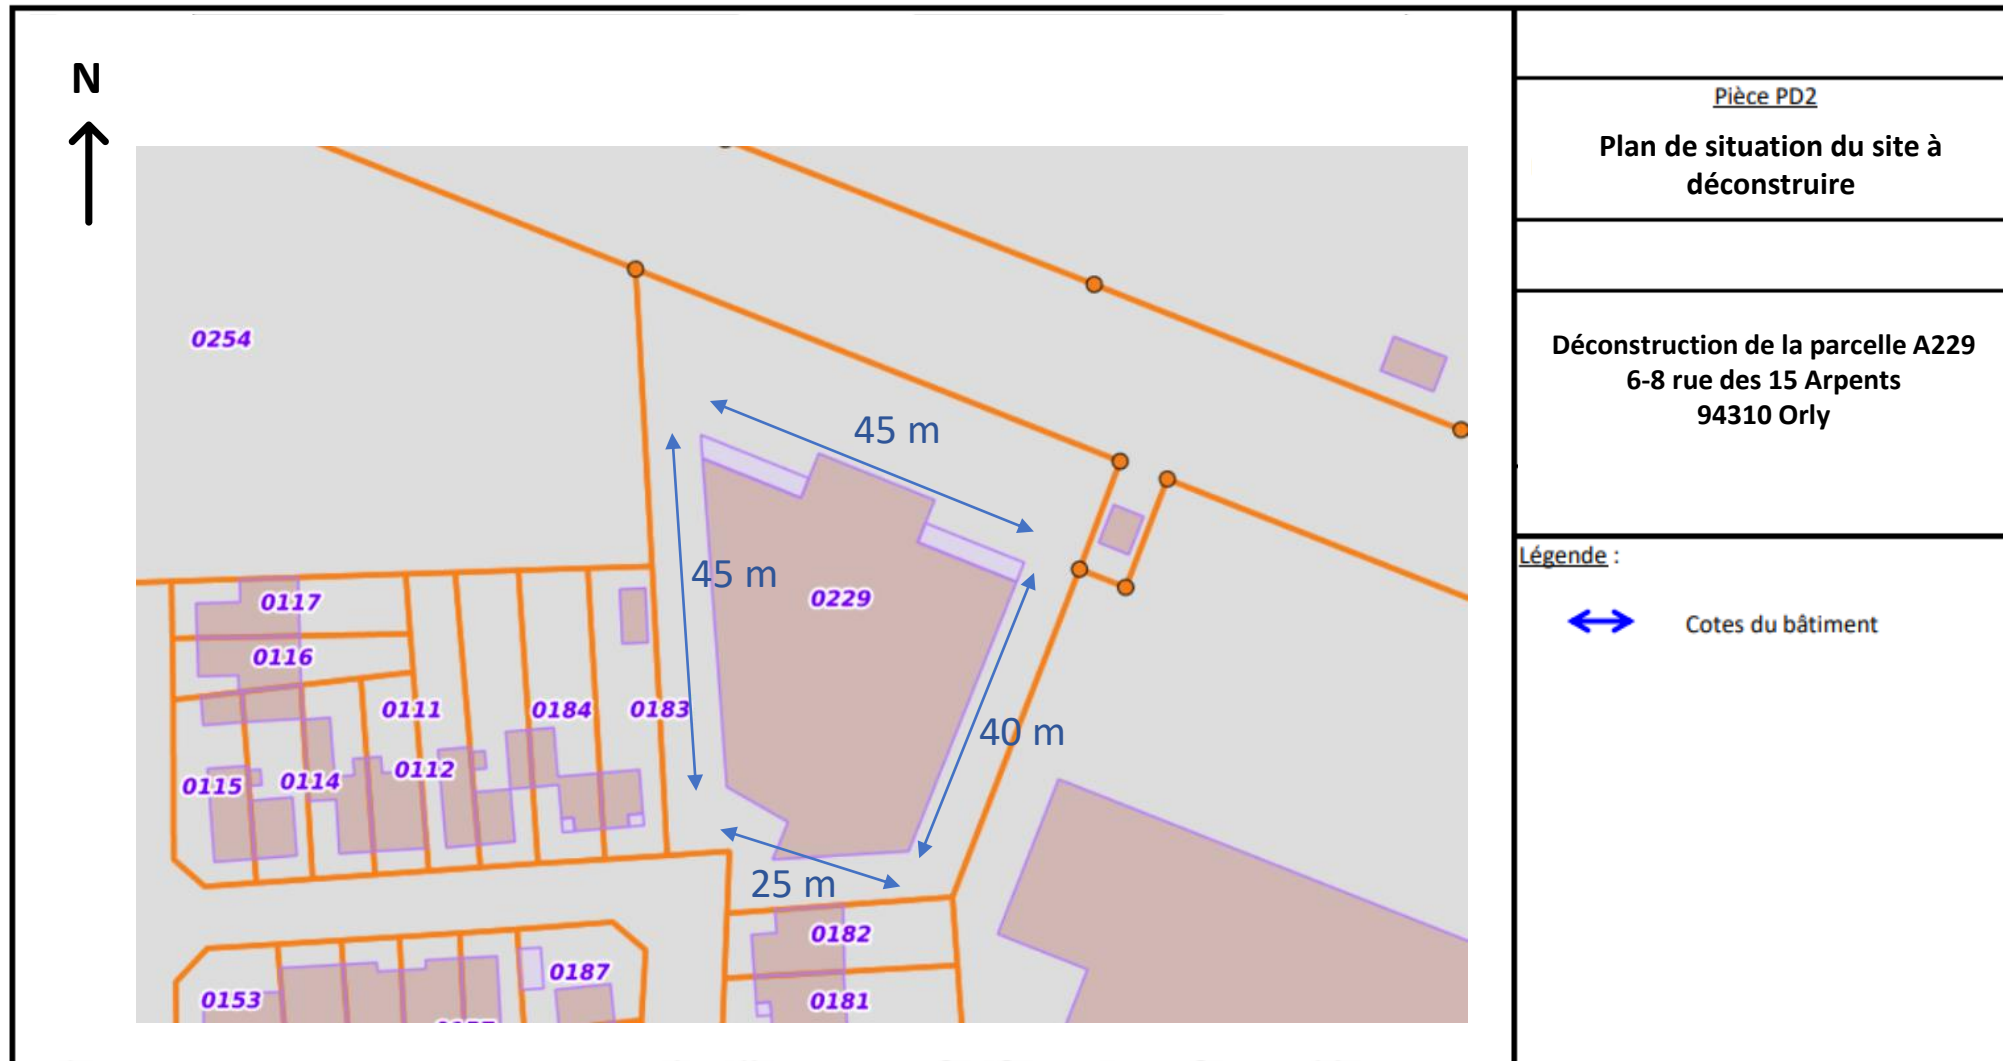 N
Pièce PD2
Plan de situation du site à
déconstruire
Déconstruction de la parcelle A229
6-8 rue des 15 Arpents
94310 Orly
Légende :
Cotes du bâtiment
0254
45 m
45 m
0229
0117
0116
0111
0184
0183
40 m
0115
0114
0112
25 m
0182
0187
0153
0181